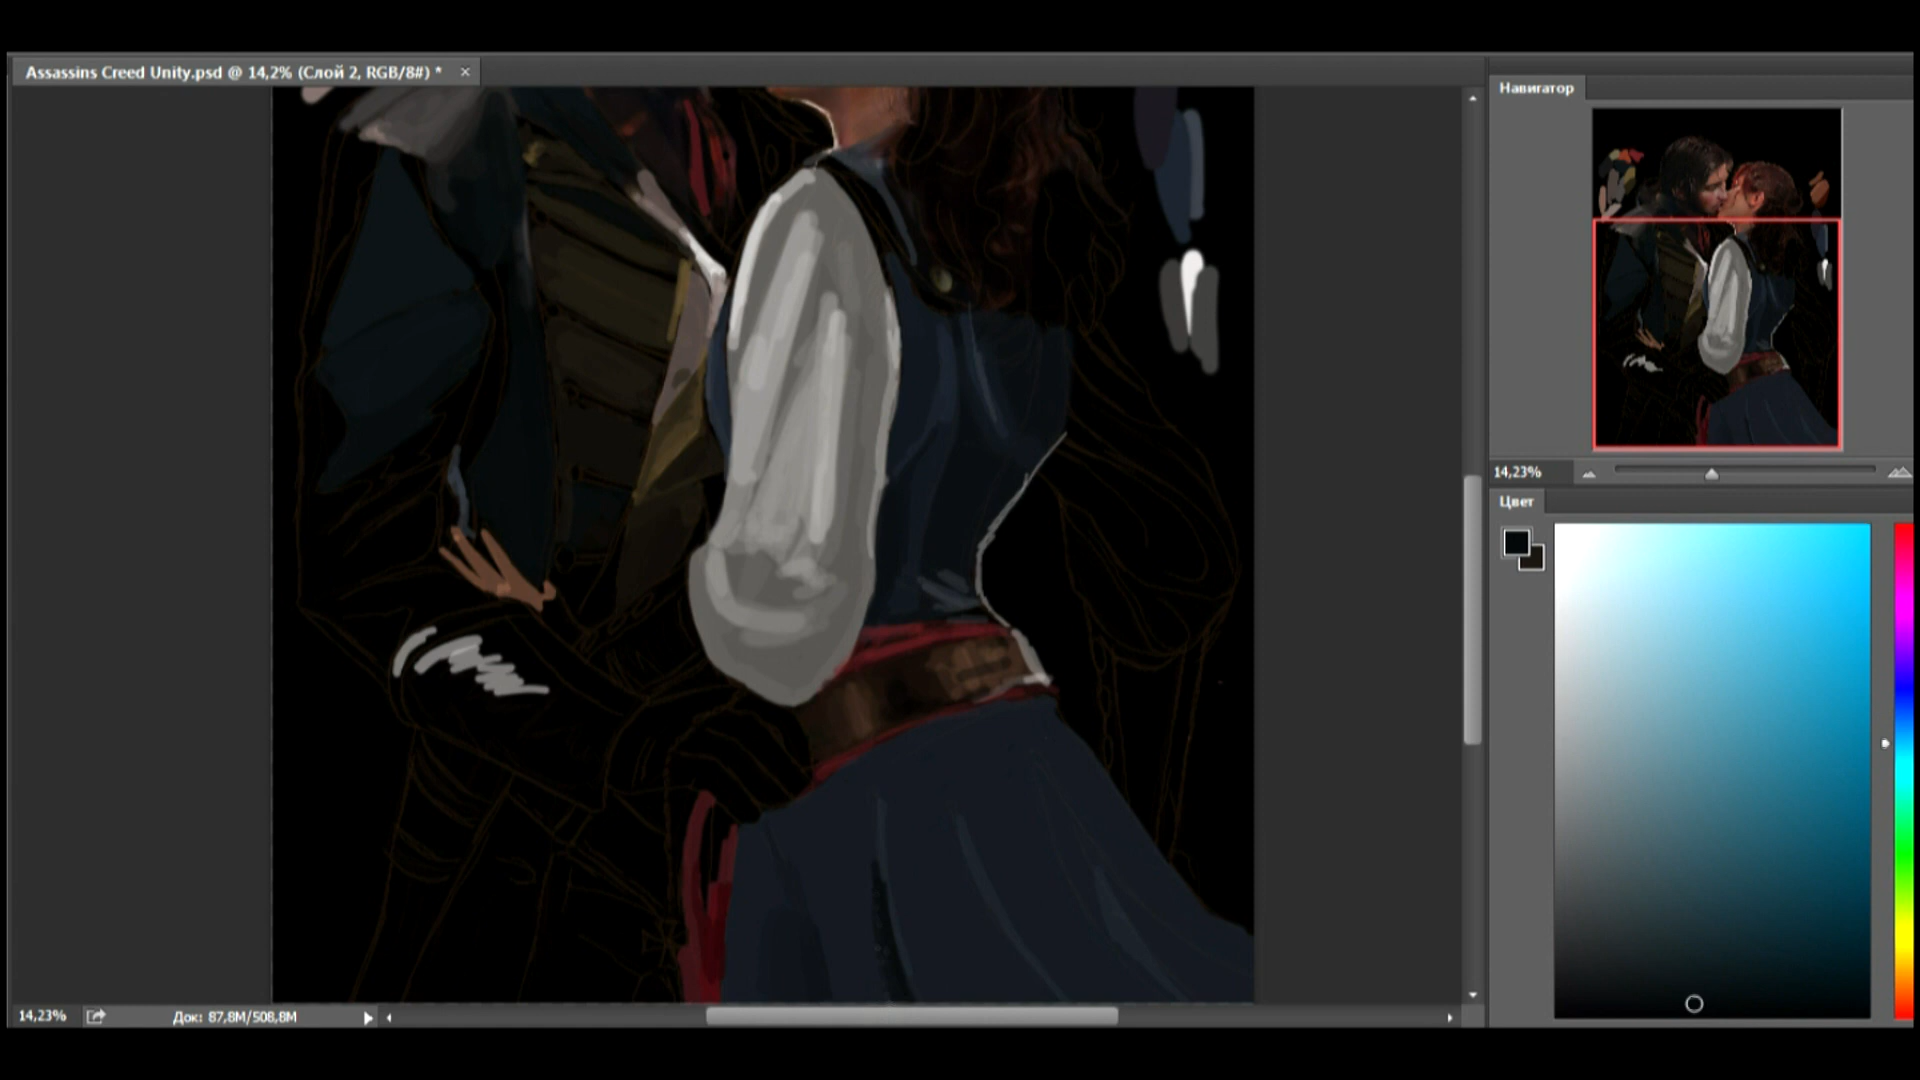 Assassins Creed Unity.psd @ 14,2% (Слой 2, RGB/8#) * ×
Навигатор
14,23%
Цвет
14,23%
Док: 87,8M/508,8M